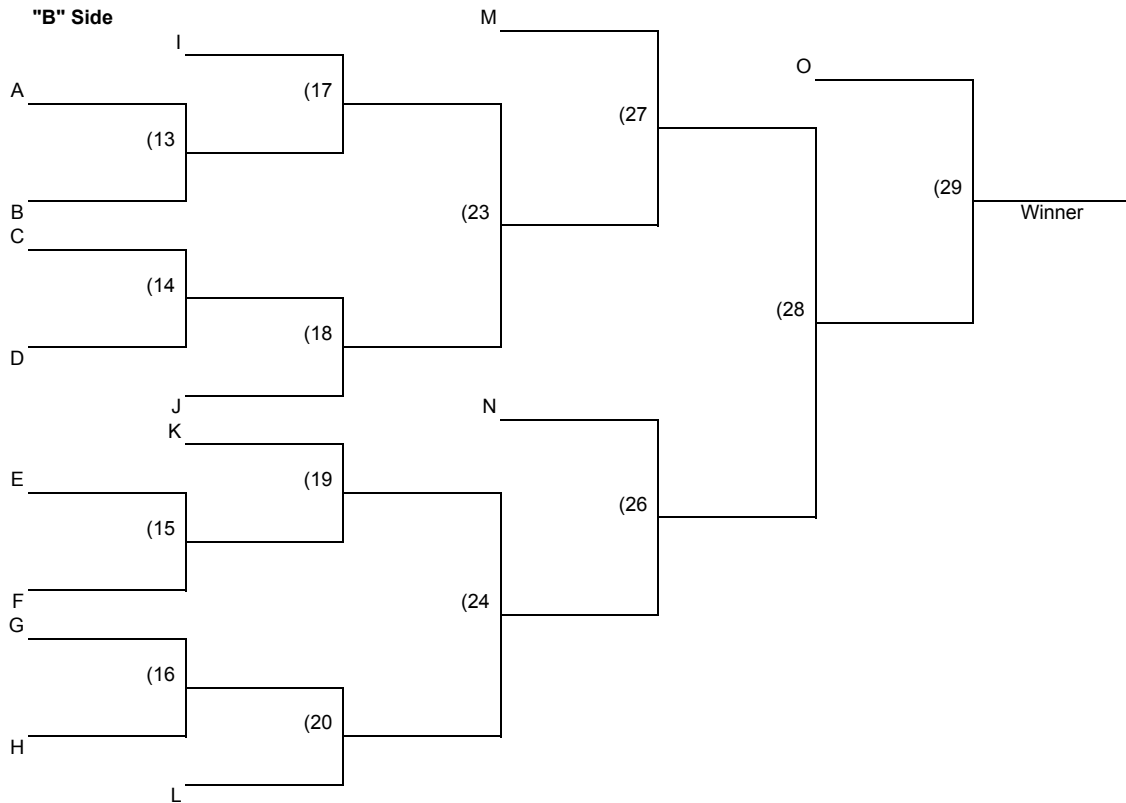 "B" Side
M
I
O
A
(17
(27
(13
(29
B
(23
Winner
C
(14
(28
(18
D
J
N
K
E
(19
(26
(15
F
(24
G
(16
(20
H
L